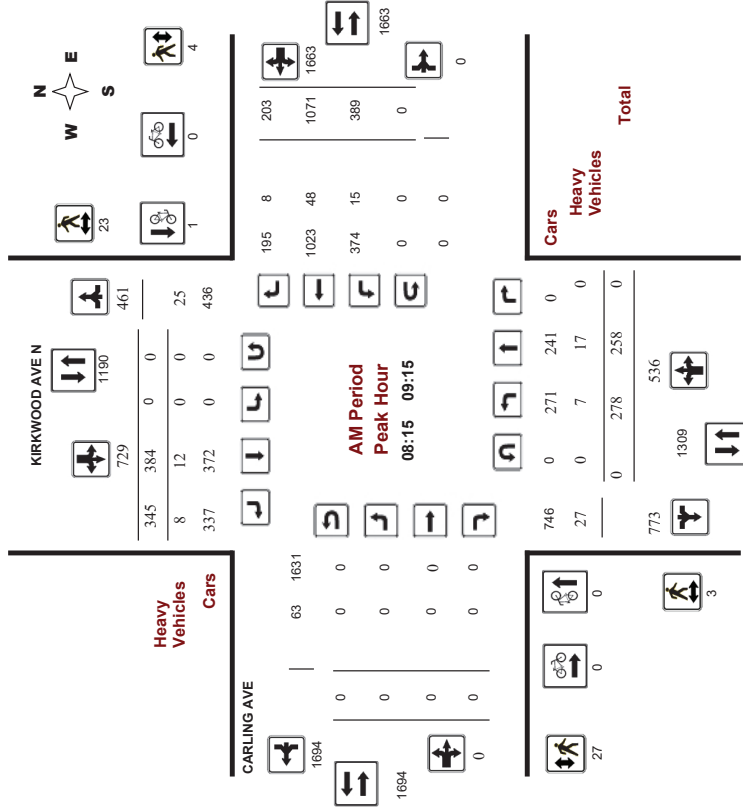 N
W E
S
23
4
1
0
KIRKWOOD AVE N
1190
729
461
345 384 0 0
8 12 0 0 25
337 372 0 0 436
Heavy
Vehicles
Cars
CARLING AVE
1694
63 1631
0 0 0
0 0 0
0 0 0
0 0 0
1694
0
AM Period
Peak Hour
08:15 09:15
195 8 203
1023 48 1071
374 15 389
0 0 0
0 0
1663
1663
0
746 0 271 241 0
27 0 7 17 0
0 278 258 0
773
536
1309
Cars
Heavy
Vehicles
Total
27
0
0
3